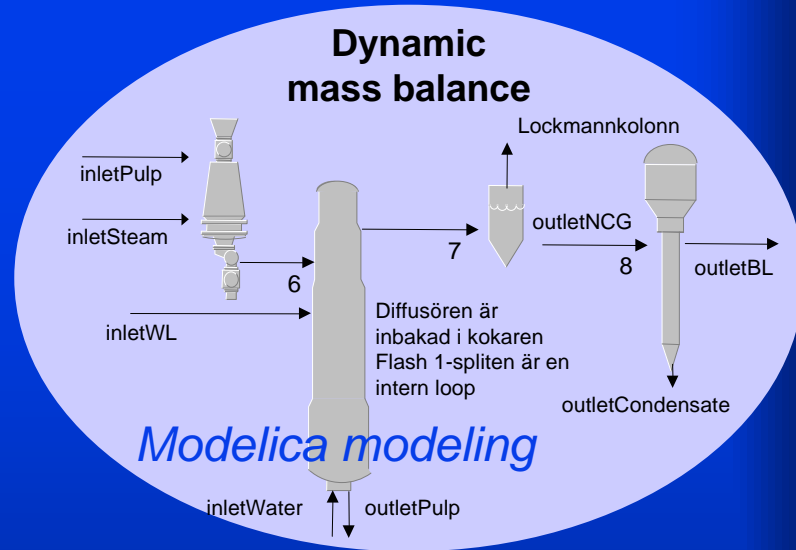 Dynamic
mass balance
Lockmannkolonn
inletPulp
inletSteam
outletNCG
7
8
outletBL
6
inletWL
Diffusören är
inbakad i kokaren
Flash 1-spliten är en
intern loop
outletCondensate
Modelica modeling
inletWater
outletPulp